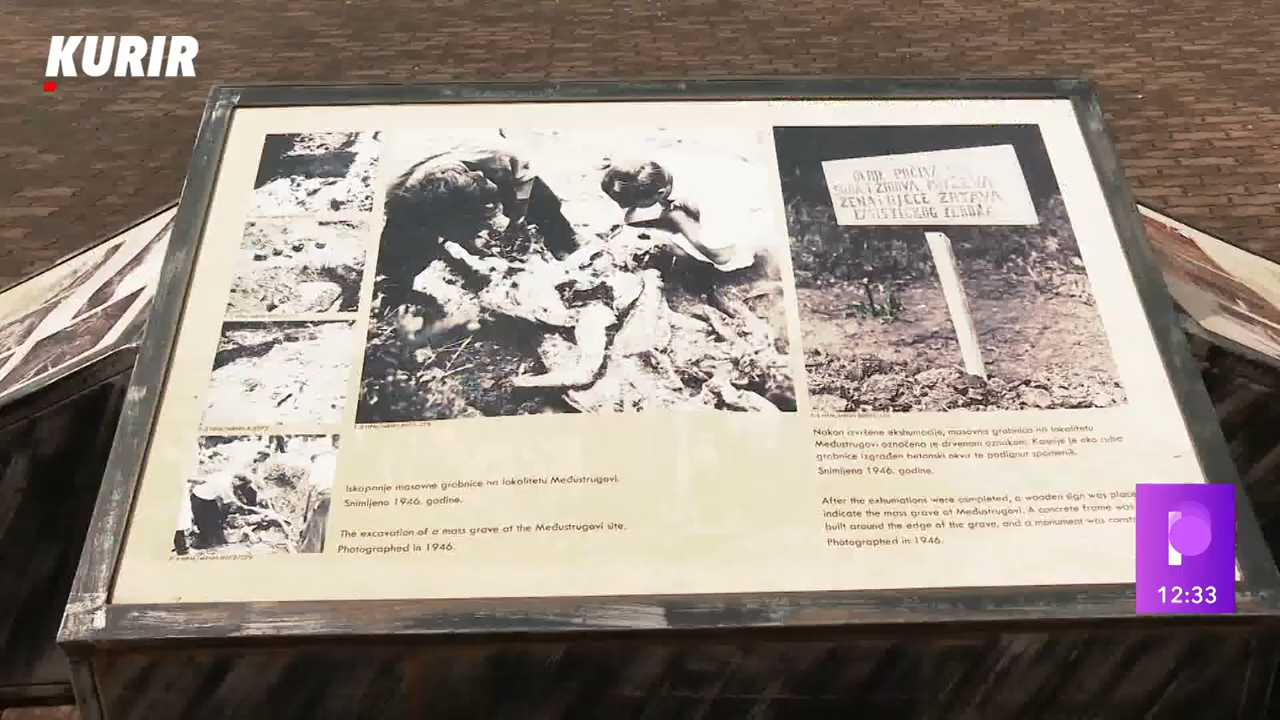 KURIR
ŽENA I DJECE ŽRTAVA
Iskapanje masovne grobnice na lokalitetu Međustrugovi.
Snimljeno 1946. godine.
The excavation of a mass grave at the Međustrugovi site.
Photographed in 1946.
Nakon izvršene ekshumacije, masovna grobnica na lokalitetu
Međustrugovi označena je drvenom oznakom. Kasnije je oko ruba
grobnice izgrađen betonski okvir te podignut spomenik.
Snimljeno 1946. godine.
After the exhumations were completed, a wooden sign was place
indicate the mass grave at Međustrugovi. A concrete frame was
built around the edge of the grave, and a monument was const
Photographed in 1946.
12:33